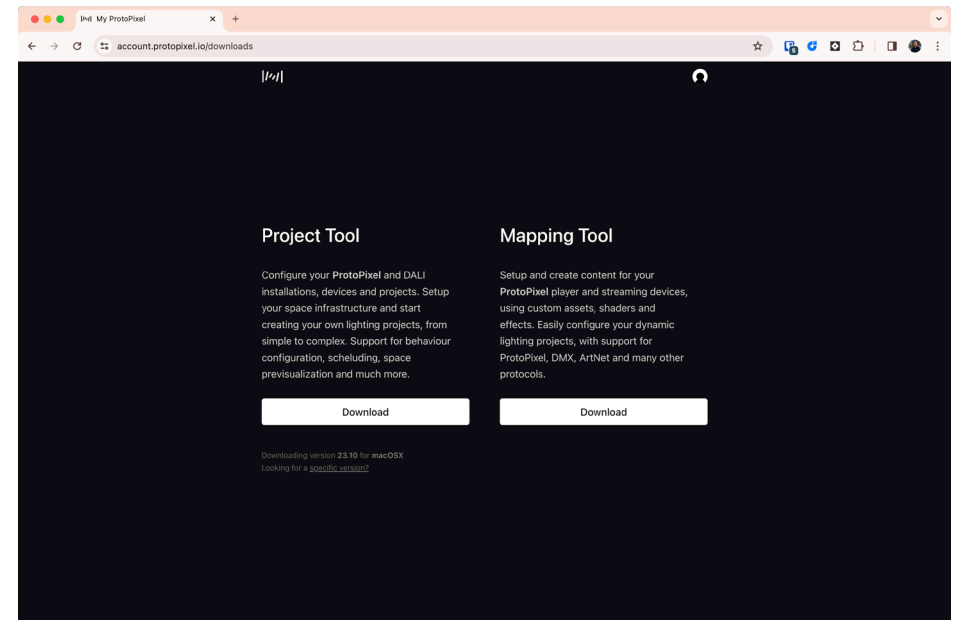 My ProtoPixel
account.protopixel.io/downloads
Project Tool
Configure your ProtoPixel and DALI
installations, devices and projects. Setup
your space infrastructure and start
creating your own lighting projects, from
simple to complex. Support for behaviour
configuration, scheluding, space
previsualization and much more.
Download
Downloading version 23.10 for macOSX
Looking for a specific version?
Mapping Tool
Setup and create content for your
ProtoPixel player and streaming devices,
using custom assets, shaders and
effects. Easily configure your dynamic
lighting projects, with support for
ProtoPixel, DMX, ArtNet and many other
protocols.
Download